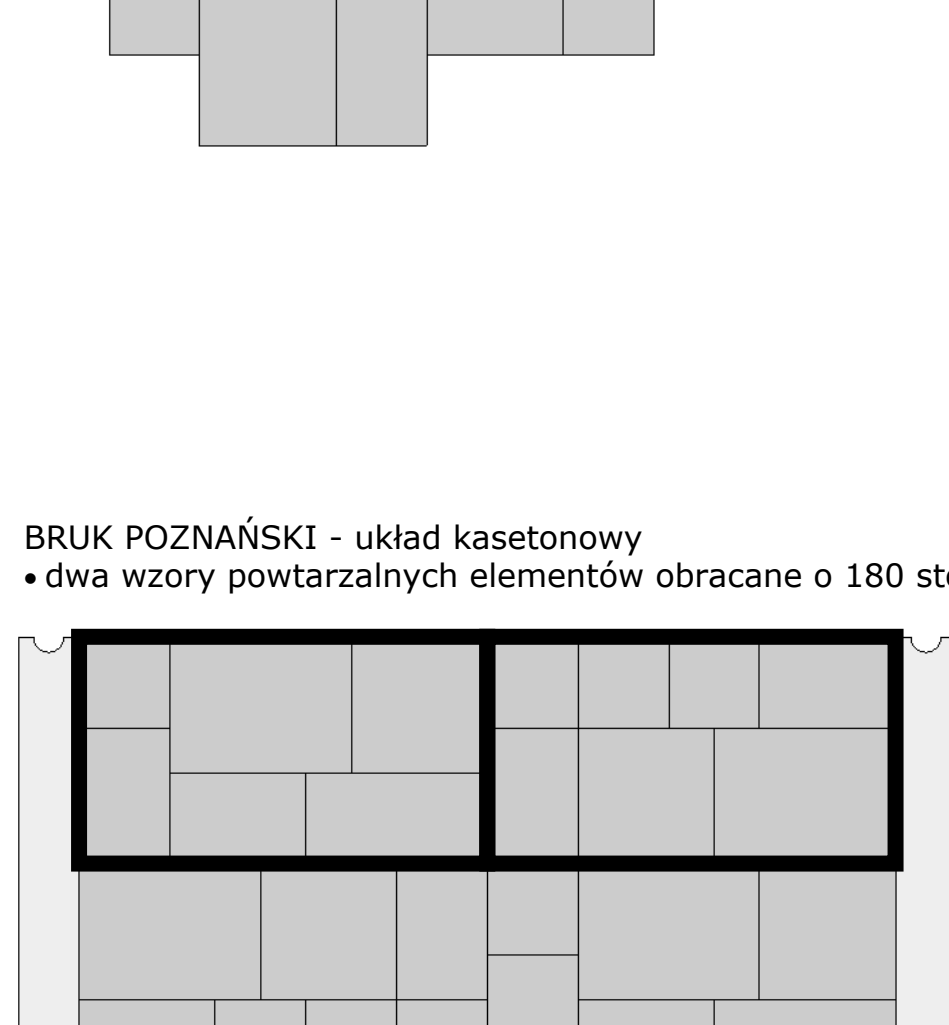 BRUK POZNAŃSKI - układ kasetonowy
• dwa wzory powtarzalnych elementów obracane o 180